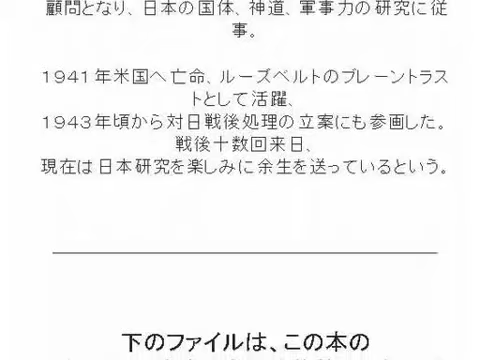 顧問となり、日本の国体、神道、軍事力の研究に従
事。
1941年米国へ亡命、ルーズベルトのブレーントラス
トとして活躍、
1943年頃から対日戦後処理の立案にも参画した。
戦後十数回来日、
現在は日本研究を楽しみに余生を送っているという。
下のファイルは、この本の